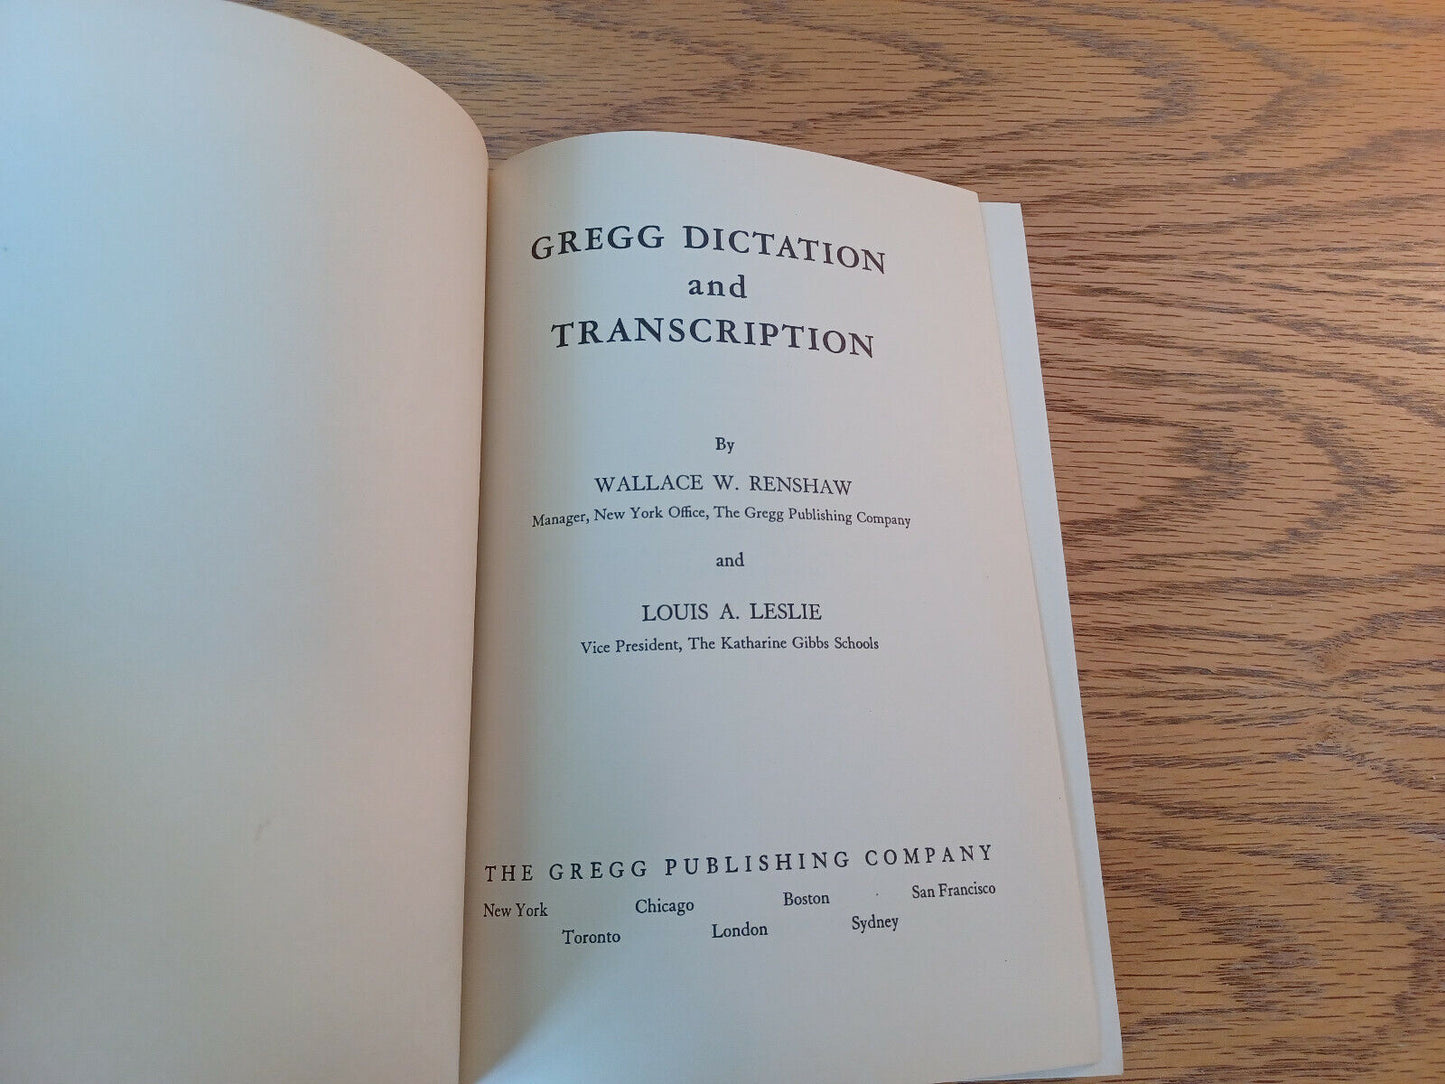 GREGG DICTATION
and
TRANSCRIPTION
By
WALLACE W. RENSHAW
Manager, New York Office, The Gregg Publishing Company
and
LOUIS A. LESLIE
Vice President, The Katharine Gibbs Schools
THE GREGG PUBLISHING COMPANY
New York Chicago Boston San Francisco
Toronto London Sydney